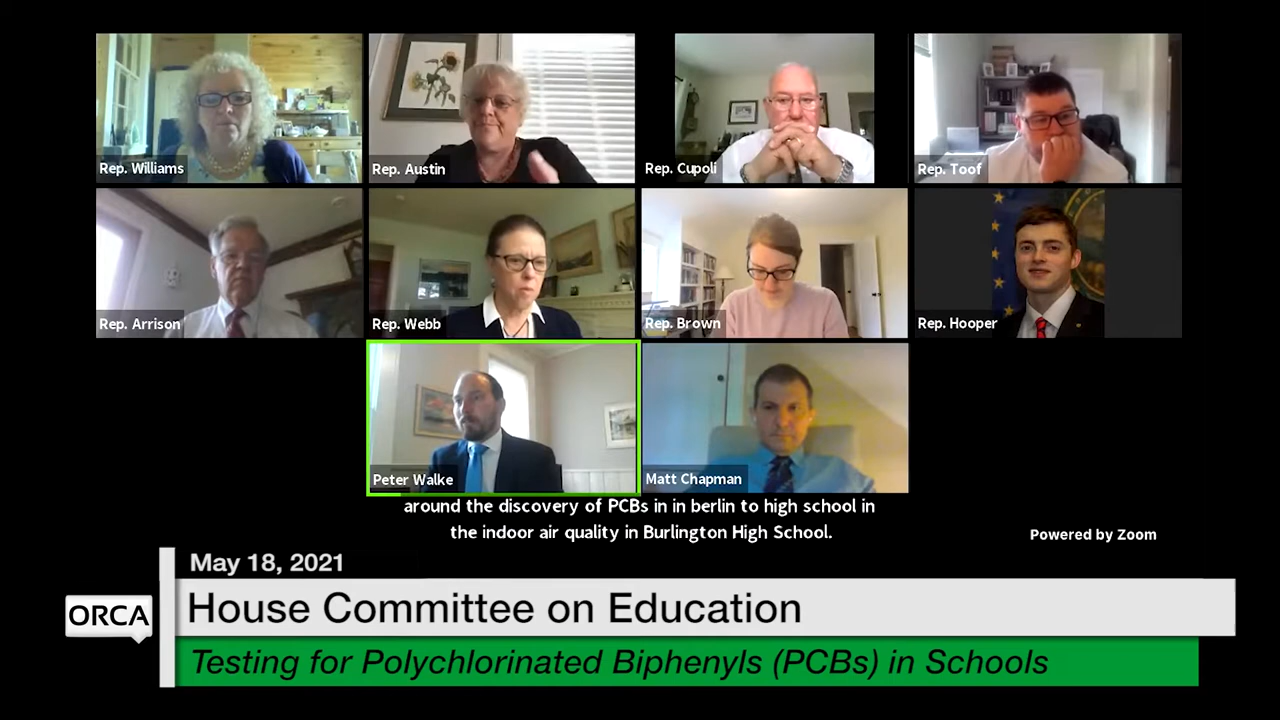 Rep. Williams
Rep. Austin
Rep. Cupoli
Rep. Toof
Rep. Arrison
Rep. Webb
Rep. Brown
Rep. Hooper
Peter Walke
Matt Chapman
around the discovery of PCBs in in berlin to high school in
the indoor air quality in Burlington High School.
Powered by Zoom
May 18, 2021
ORCA
House Committee on Education
Testing for Polychlorinated Biphenyls (PCBs) in Schools